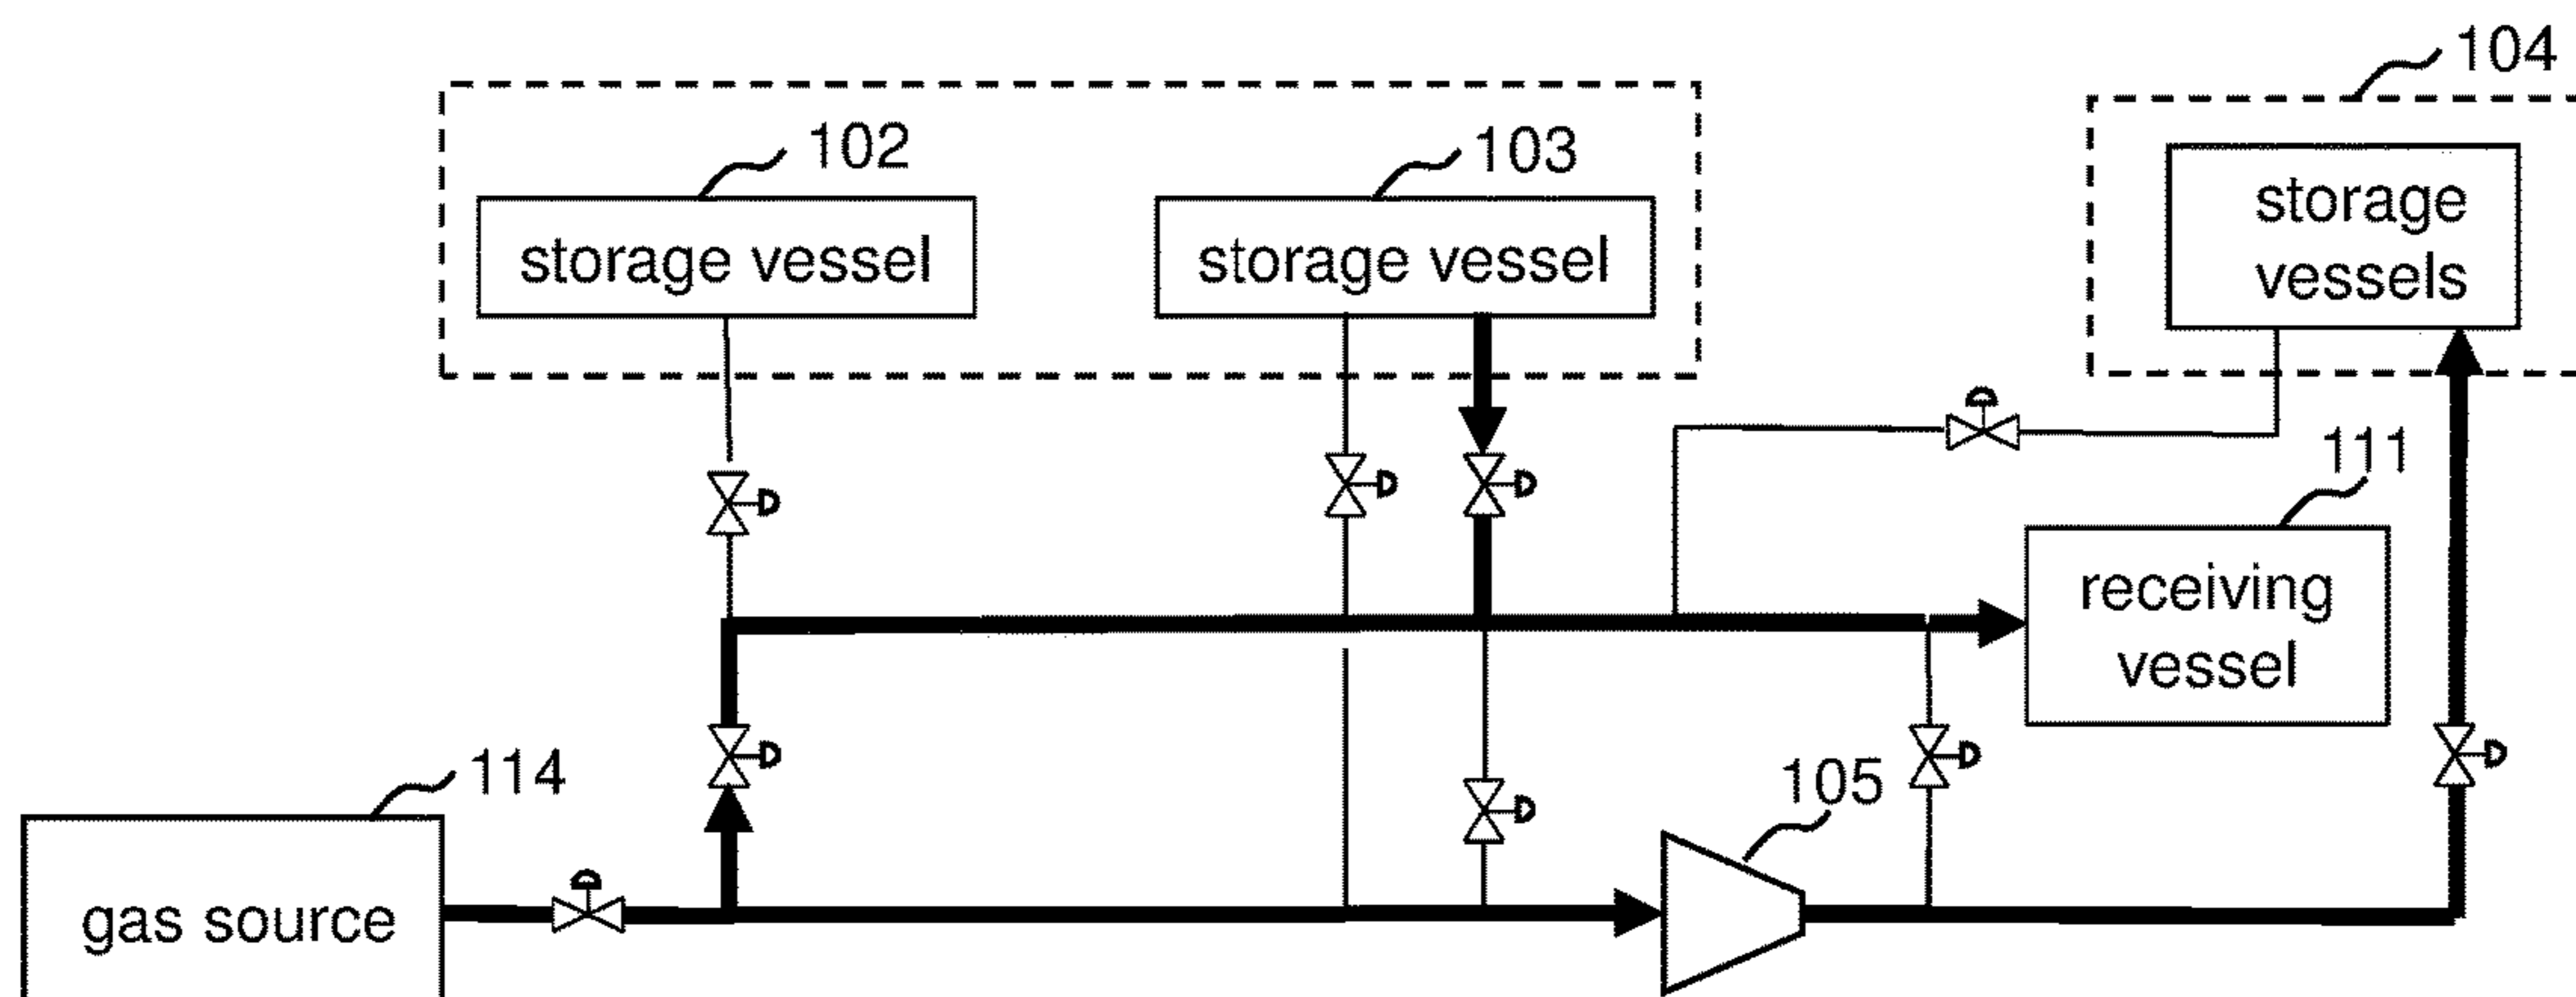 104
102
103
storage vessel
storage vessel
storage
vessels
111
receiving
vessel
114
105
gas source